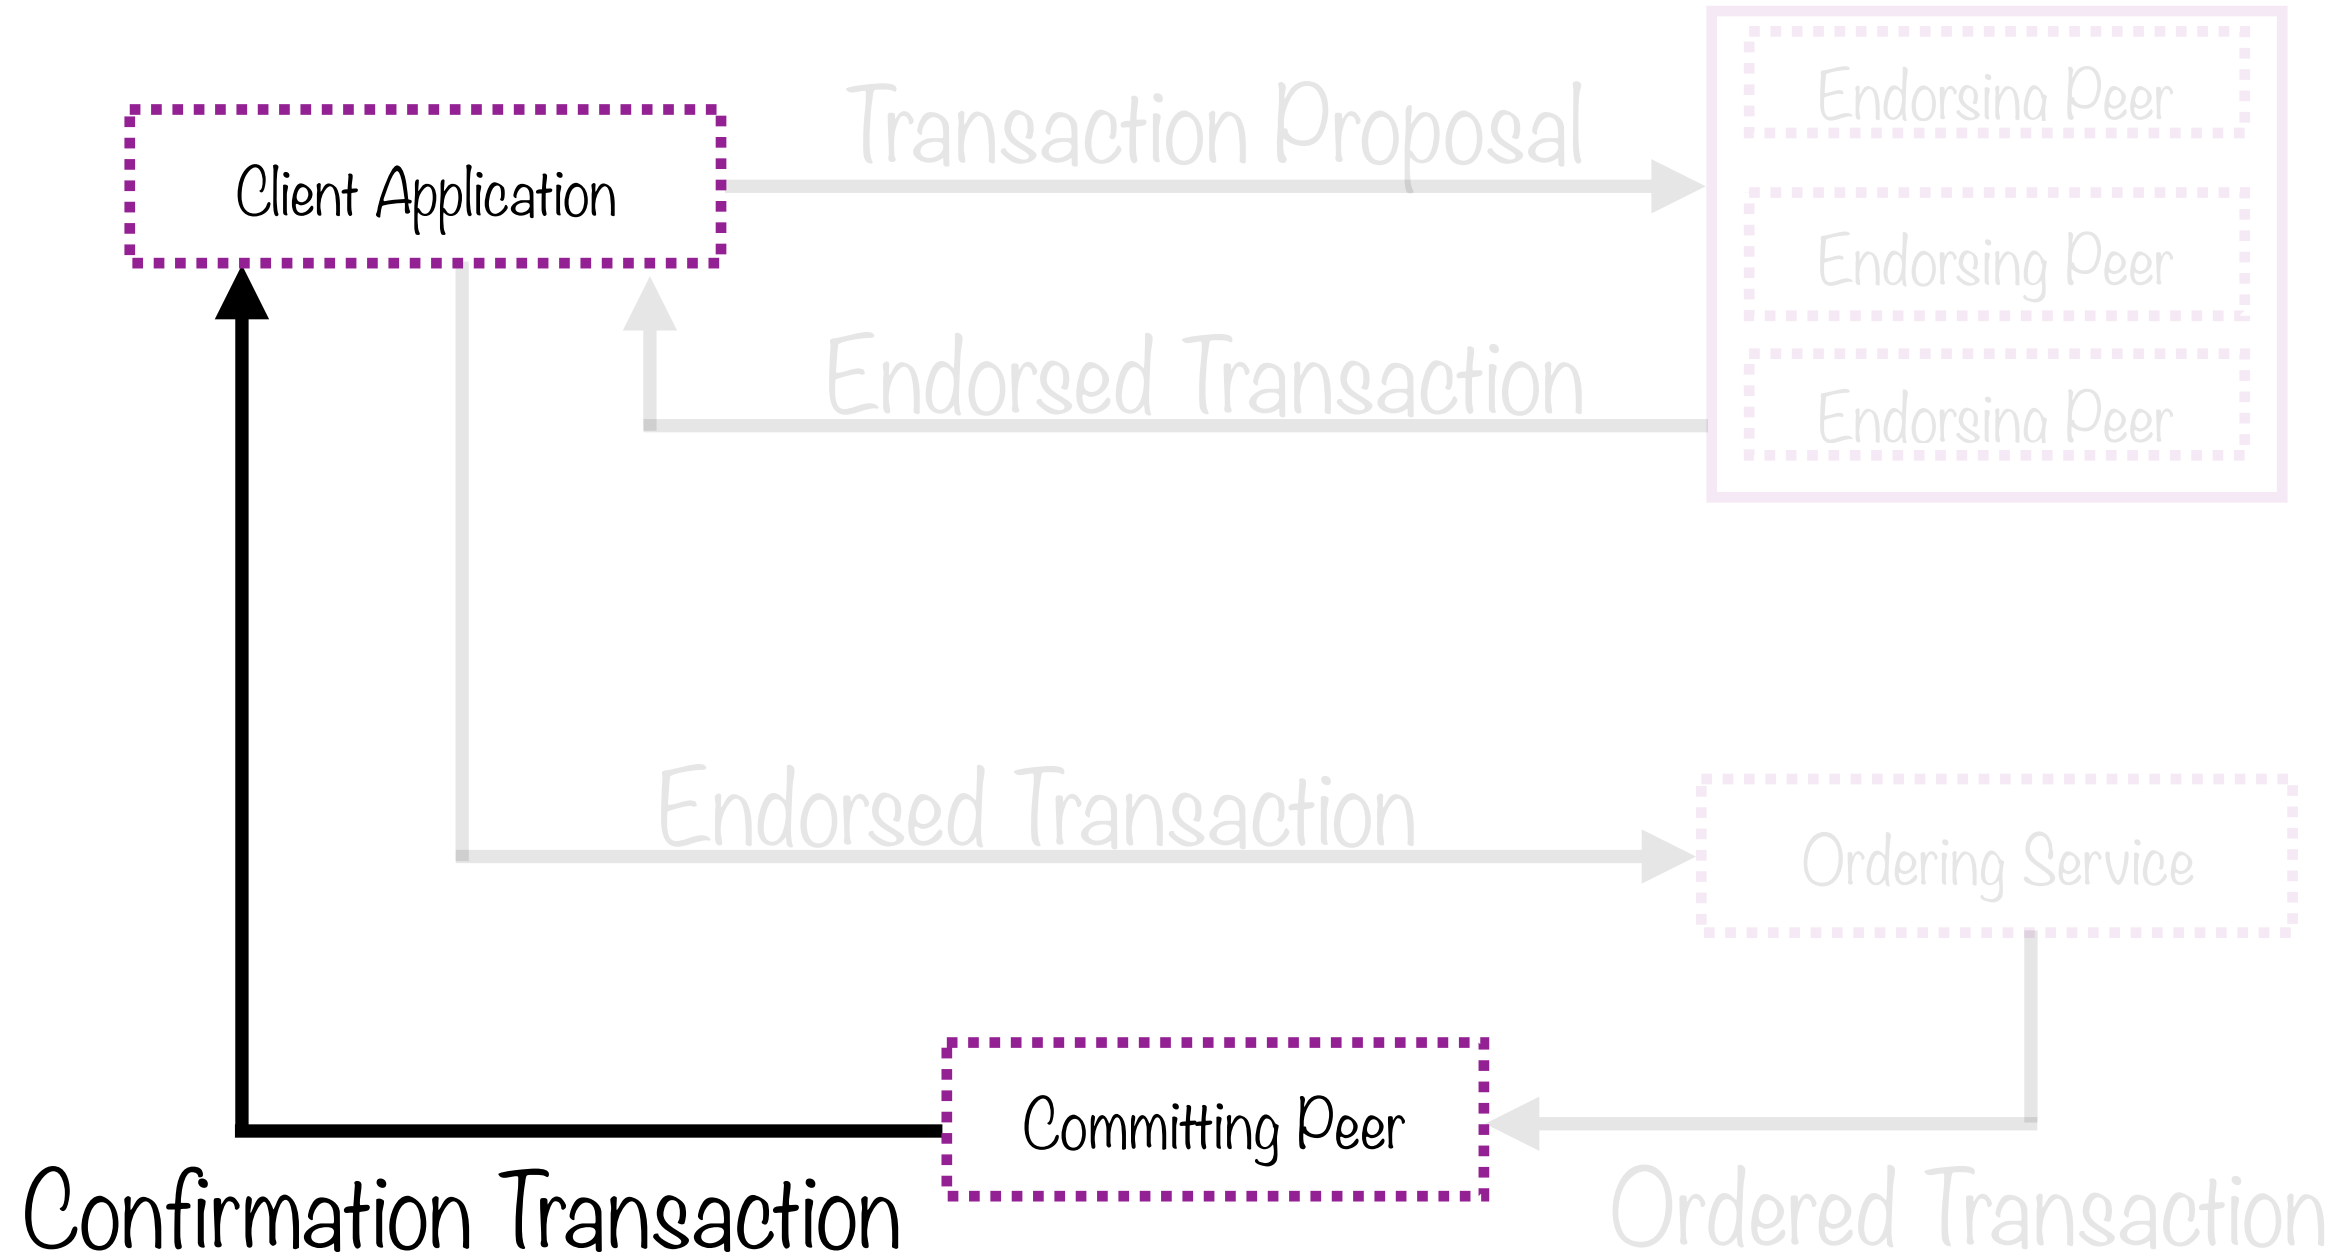 Transaction Proposal
Endorsing Peer
Client Application
Endorsing Peer
Endorsed Transaction
Endorsing Peer
Endorsed Transaction
Ordering Service
Committing Peer
Confirmation Transaction
Ordered Transaction